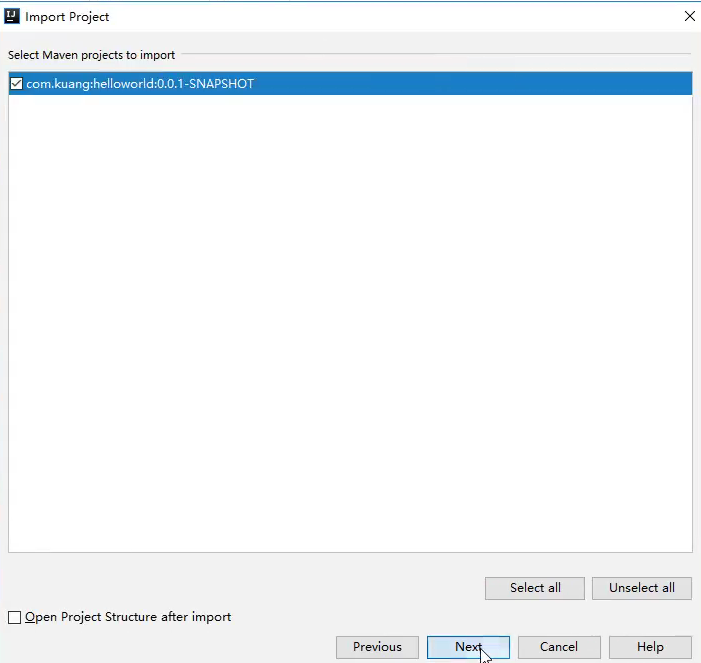 IJ Import Project
Select Maven projects to import
com.kuang:helloworld:0.0.1-SNAPSHOT
Select all Unselect all
Open Project Structure after import
Previous Next Cancel Help